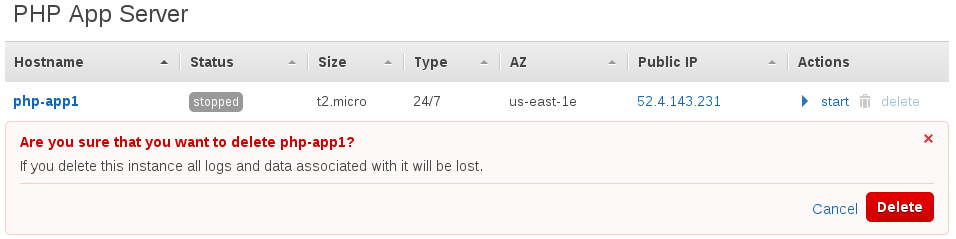 PHP App Server
Hostname Status Size Type AZ Public IP Actions
php-app1 stopped t2.micro 24/7 us-east-1e 52.4.143.231 start delete
Are you sure that you want to delete php-app1?
If you delete this instance all logs and data associated with it will be lost.
Cancel Delete